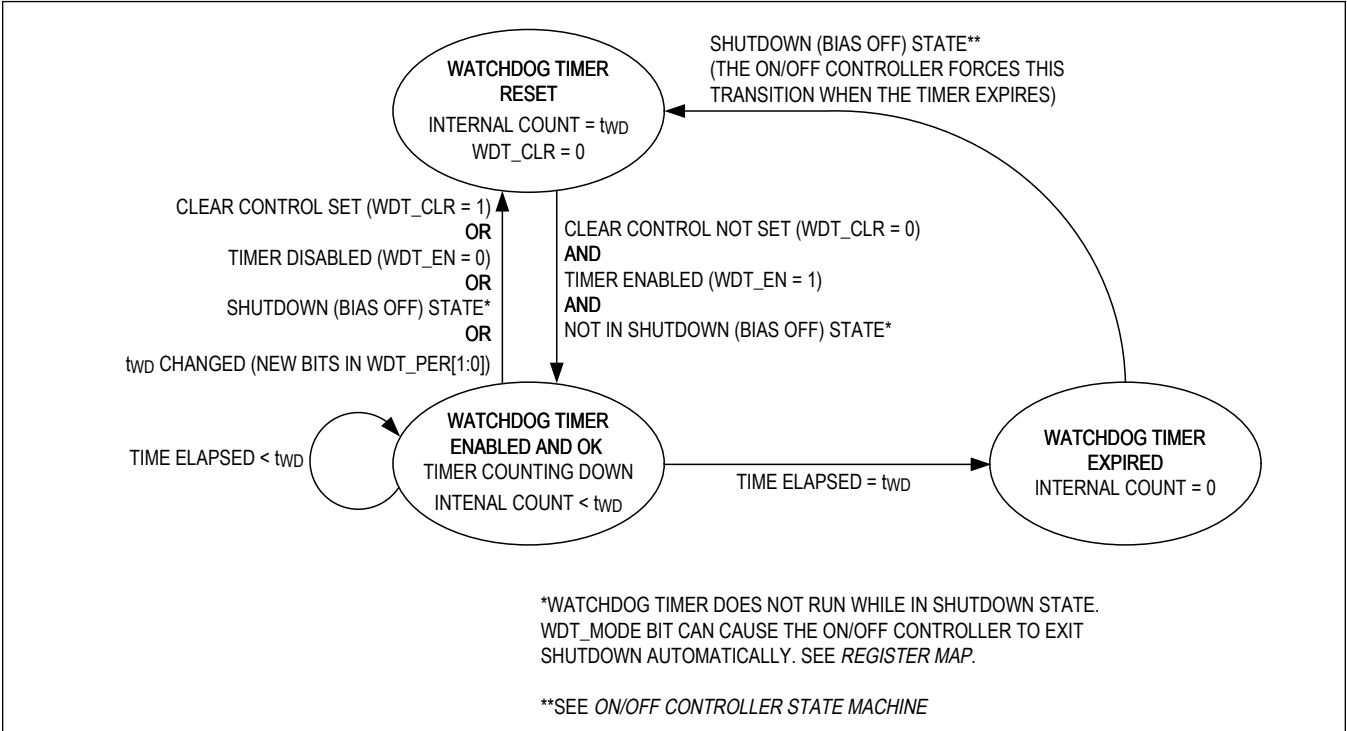 SHUTDOWN (BIAS OFF) STATE**
(THE ON/OFF CONTROLLER FORCES THIS
TRANSITION WHEN THE TIMER EXPIRES)
WATCHDOG TIMER
RESET
INTERNAL COUNT = tWD
WDT_CLR = 0
CLEAR CONTROL SET (WDT_CLR = 1)
OR
TIMER DISABLED (WDT_EN = 0)
OR
SHUTDOWN (BIAS OFF) STATE*
OR
tWD CHANGED (NEW BITS IN WDT_PER[1:0])
CLEAR CONTROL NOT SET (WDT_CLR = 0)
AND
TIMER ENABLED (WDT_EN = 1)
AND
NOT IN SHUTDOWN (BIAS OFF) STATE*
TIME ELAPSED < tWD
WATCHDOG TIMER
ENABLED AND OK
TIMER COUNTING DOWN
INTENAL COUNT < tWD
TIME ELAPSED = tWD
WATCHDOG TIMER
EXPIRED
INTERNAL COUNT = 0
*WATCHDOG TIMER DOES NOT RUN WHILE IN SHUTDOWN STATE.
WDT_MODE BIT CAN CAUSE THE ON/OFF CONTROLLER TO EXIT
SHUTDOWN AUTOMATICALLY. SEE REGISTER MAP.
**SEE ON/OFF CONTROLLER STATE MACHINE